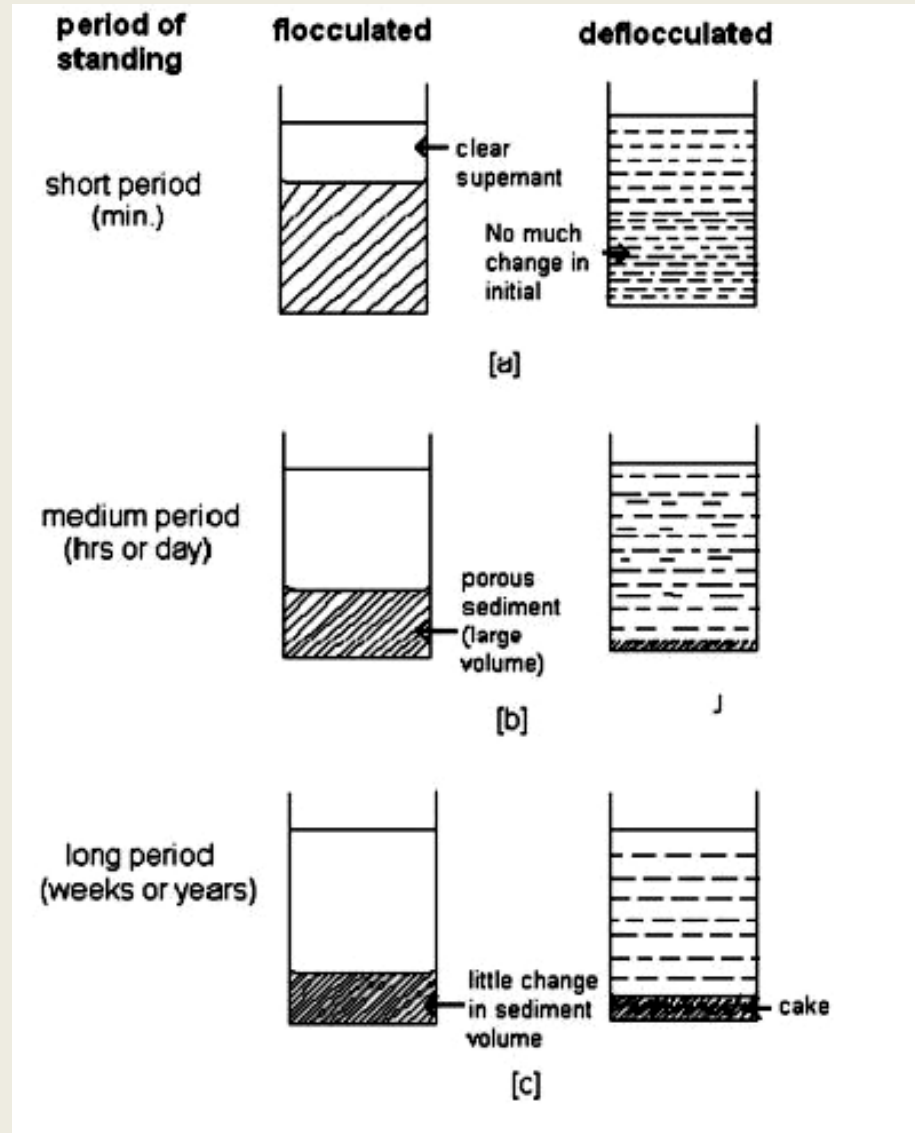 period of
standing
flocculated
deflocculated
short period
(min.)
clear
supernant
No much
change in
initial
[a]
medium period
(hrs or day)
porous
sediment
(large
volume)
[b]
J
long period
(weeks or years)
little change
in sediment
volume
cake
[c]